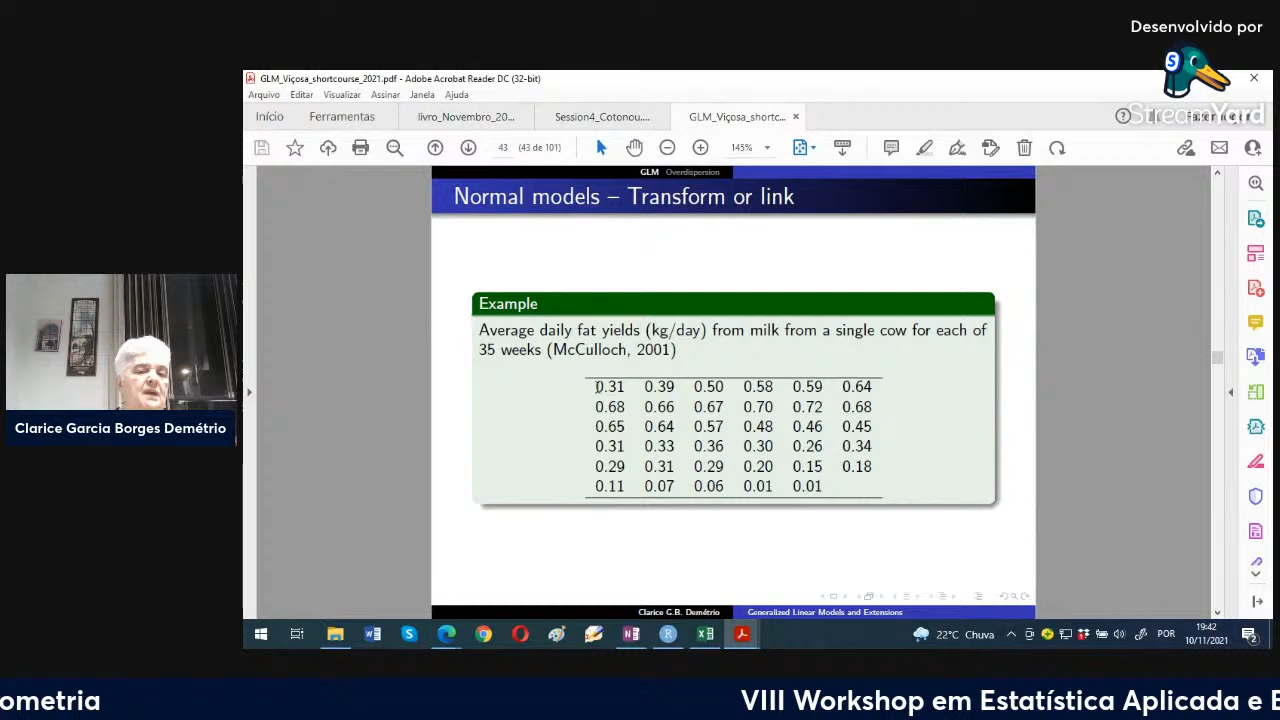 Desenvolvido por
StreamYard
GLM_Viçosa_shortcourse_2021.pdf - Adobe Acrobat Reader DC (32-bit)
Arquivo Editar Visualizar Assinar Janela Ajuda
Início Ferramentas livro_Novembro_20... Session4_Cotonou.... GLM_Viçosa_shortc...
43 (43 de 101) 145%
GLM Overdispersion
Normal models – Transform or link
Example
Average daily fat yields (kg/day) from milk from a single cow for each of
35 weeks (McCulloch, 2001)
0.31 0.39 0.50 0.58 0.59 0.64
0.68 0.66 0.67 0.70 0.72 0.68
0.65 0.64 0.57 0.48 0.46 0.45
0.31 0.33 0.36 0.30 0.26 0.34
0.29 0.31 0.29 0.20 0.15 0.18
0.11 0.07 0.06 0.01 0.01
Clarice Garcia Borges Demétrio
Clarice G.B. Demétrio Generalized Linear Models and Extensions
22°C Chuva POR 19:42
10/11/2021
2
ometria VIII Workshop em Estatística Aplicada e